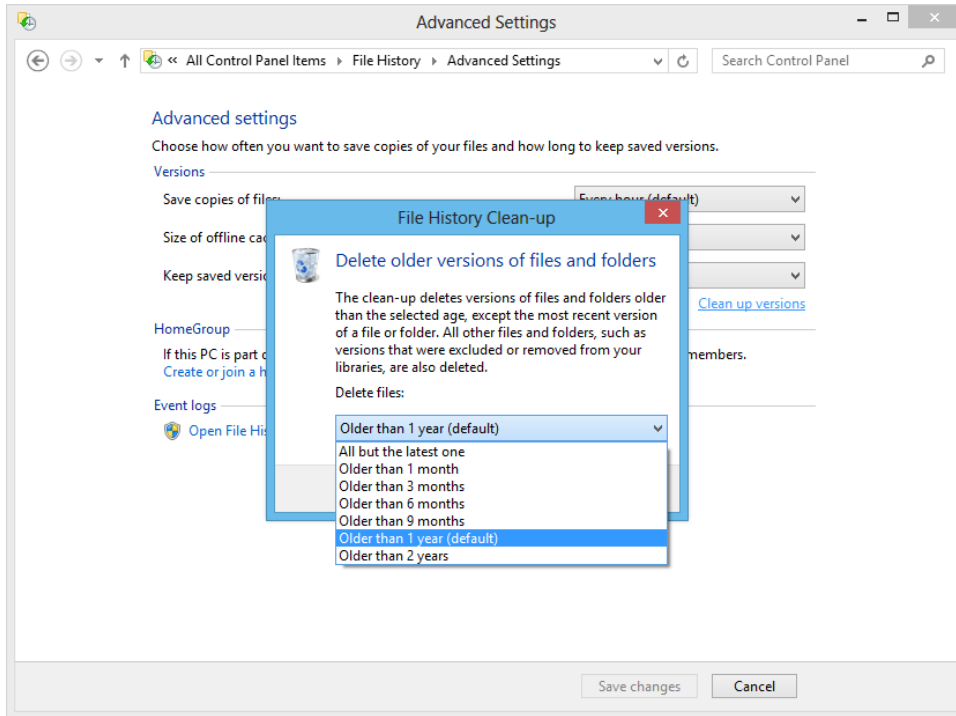 Advanced Settings
« All Control Panel Items File History Advanced Settings
Search Control Panel
Advanced settings
Choose how often you want to save copies of your files and how long to keep saved versions.
Versions
Save copies of files:
Every hour (default)
Size of offline
Keep saved
Clean up versions
HomeGroup
If this PC is part
members.
Create or join a
Event logs
Open File
File History Clean-up
Delete older versions of files and folders
The clean-up deletes versions of files and folders older
than the selected age, except the most recent version
of a file or folder. All other files and folders, such as
versions that were excluded or removed from your
libraries, are also deleted.
Delete files:
Older than 1 year (default)
All but the latest one
Older than 1 month
Older than 3 months
Older than 6 months
Older than 9 months
Older than 1 year (default)
Older than 2 years
Save changes
Cancel